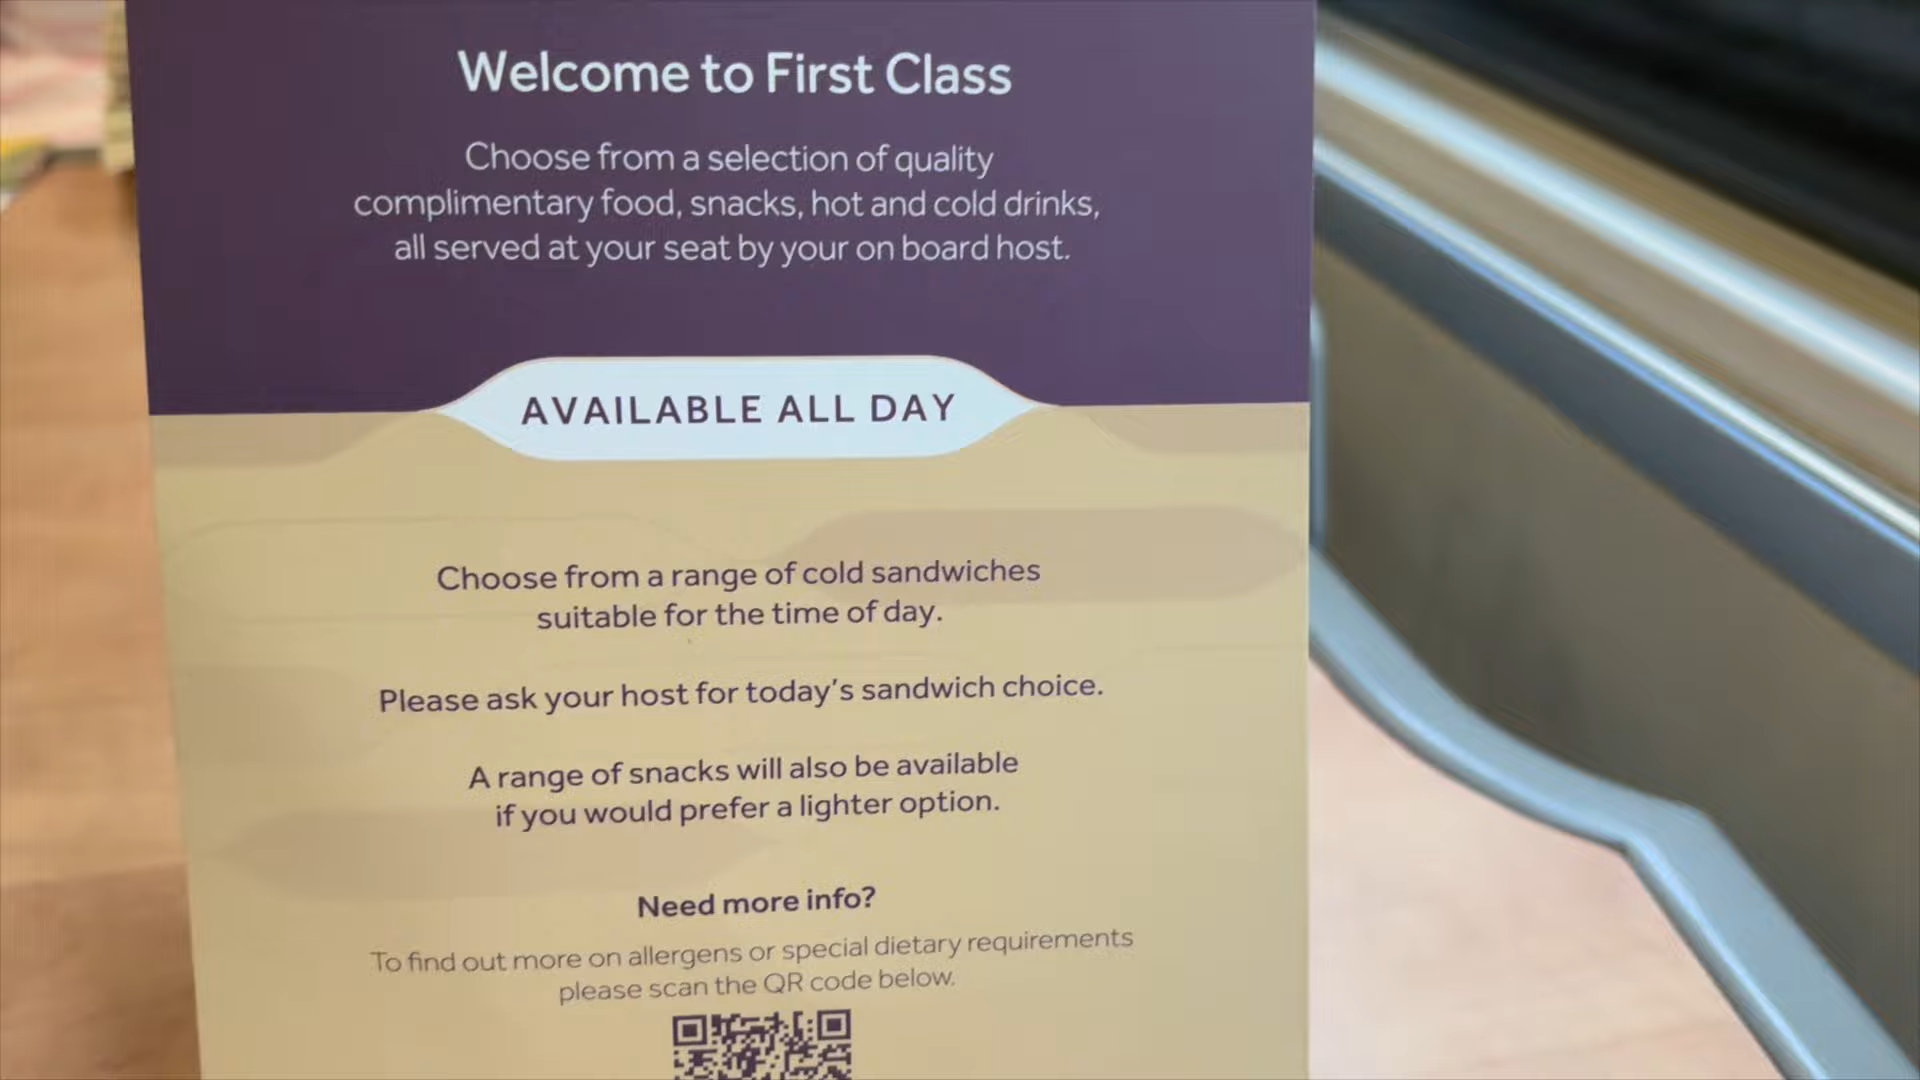 Welcome to First Class
Choose from a selection of quality
complimentary food, snacks, hot and cold drinks,
all served at your seat by your on board host.
AVAILABLE ALL DAY
Choose from a range of cold sandwiches
suitable for the time of day.
Please ask your host for today's sandwich choice.
A range of snacks will also be available
if you would prefer a lighter option.
Need more info?
To find out more on allergens or special dietary requirements
please scan the QR code below.